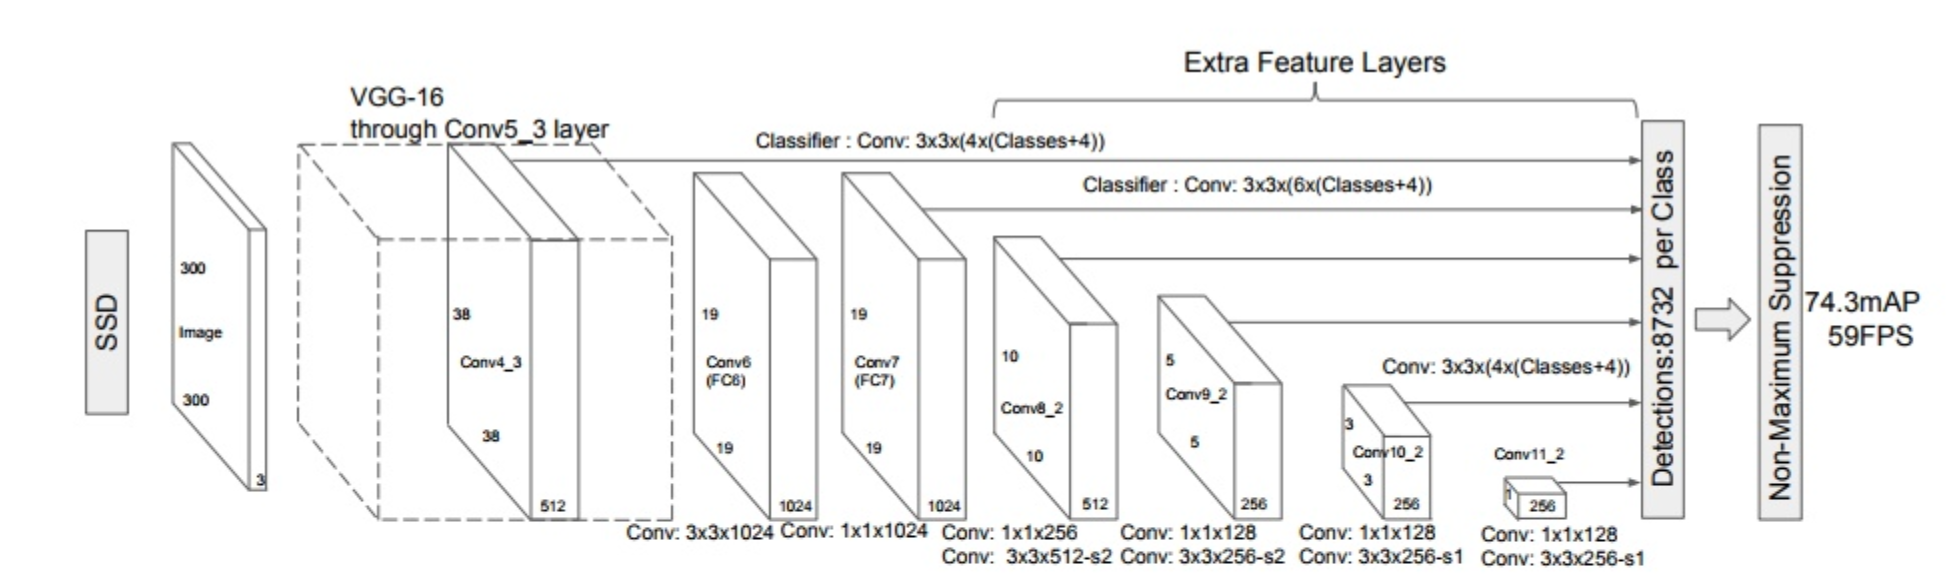 Extra Feature Layers
VGG-16
through Conv5_3 layer
Classifier : Conv: 3x3x(4x(Classes+4))
Classifier : Conv: 3x3x(6x(Classes+4))
SSD
300
Image
300
3
38
Conv4_3
38
512
19
Conv6
(FC6)
19
1024
19
Conv7
(FC7)
19
1024
10
Conv8_2
10
512
5
Conv9_2
5
256
Conv: 3x3x(4x(Classes+4))
3
Conv10_2
3
256
Conv11_2
1
256
Detections:8732 per Class
Non-Maximum Suppression
74.3mAP
59FPS
Conv: 3x3x1024
Conv: 1x1x1024
Conv: 1x1x256
Conv: 3x3x512-s2
Conv: 1x1x128
Conv: 3x3x256-s2
Conv: 1x1x128
Conv: 3x3x256-s1
Conv: 1x1x128
Conv: 3x3x256-s1